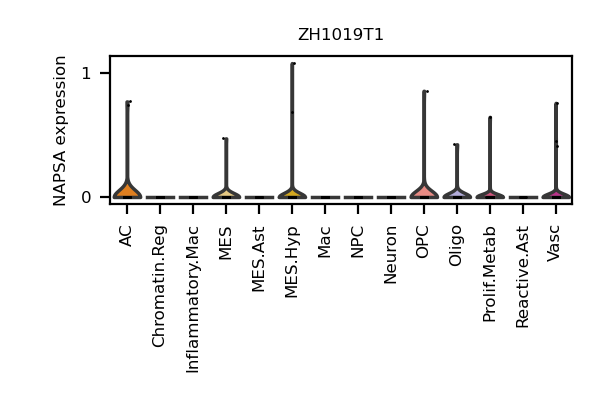 ZH1019T1
NAPSA expression
1
0
AC
Chromatin.Reg
Inflammatory.Mac
MES
MES.Ast
MES.Hyp
Mac
NPC
Neuron
OPC
Oligo
Prolif.Metab
Reactive.Ast
Vasc